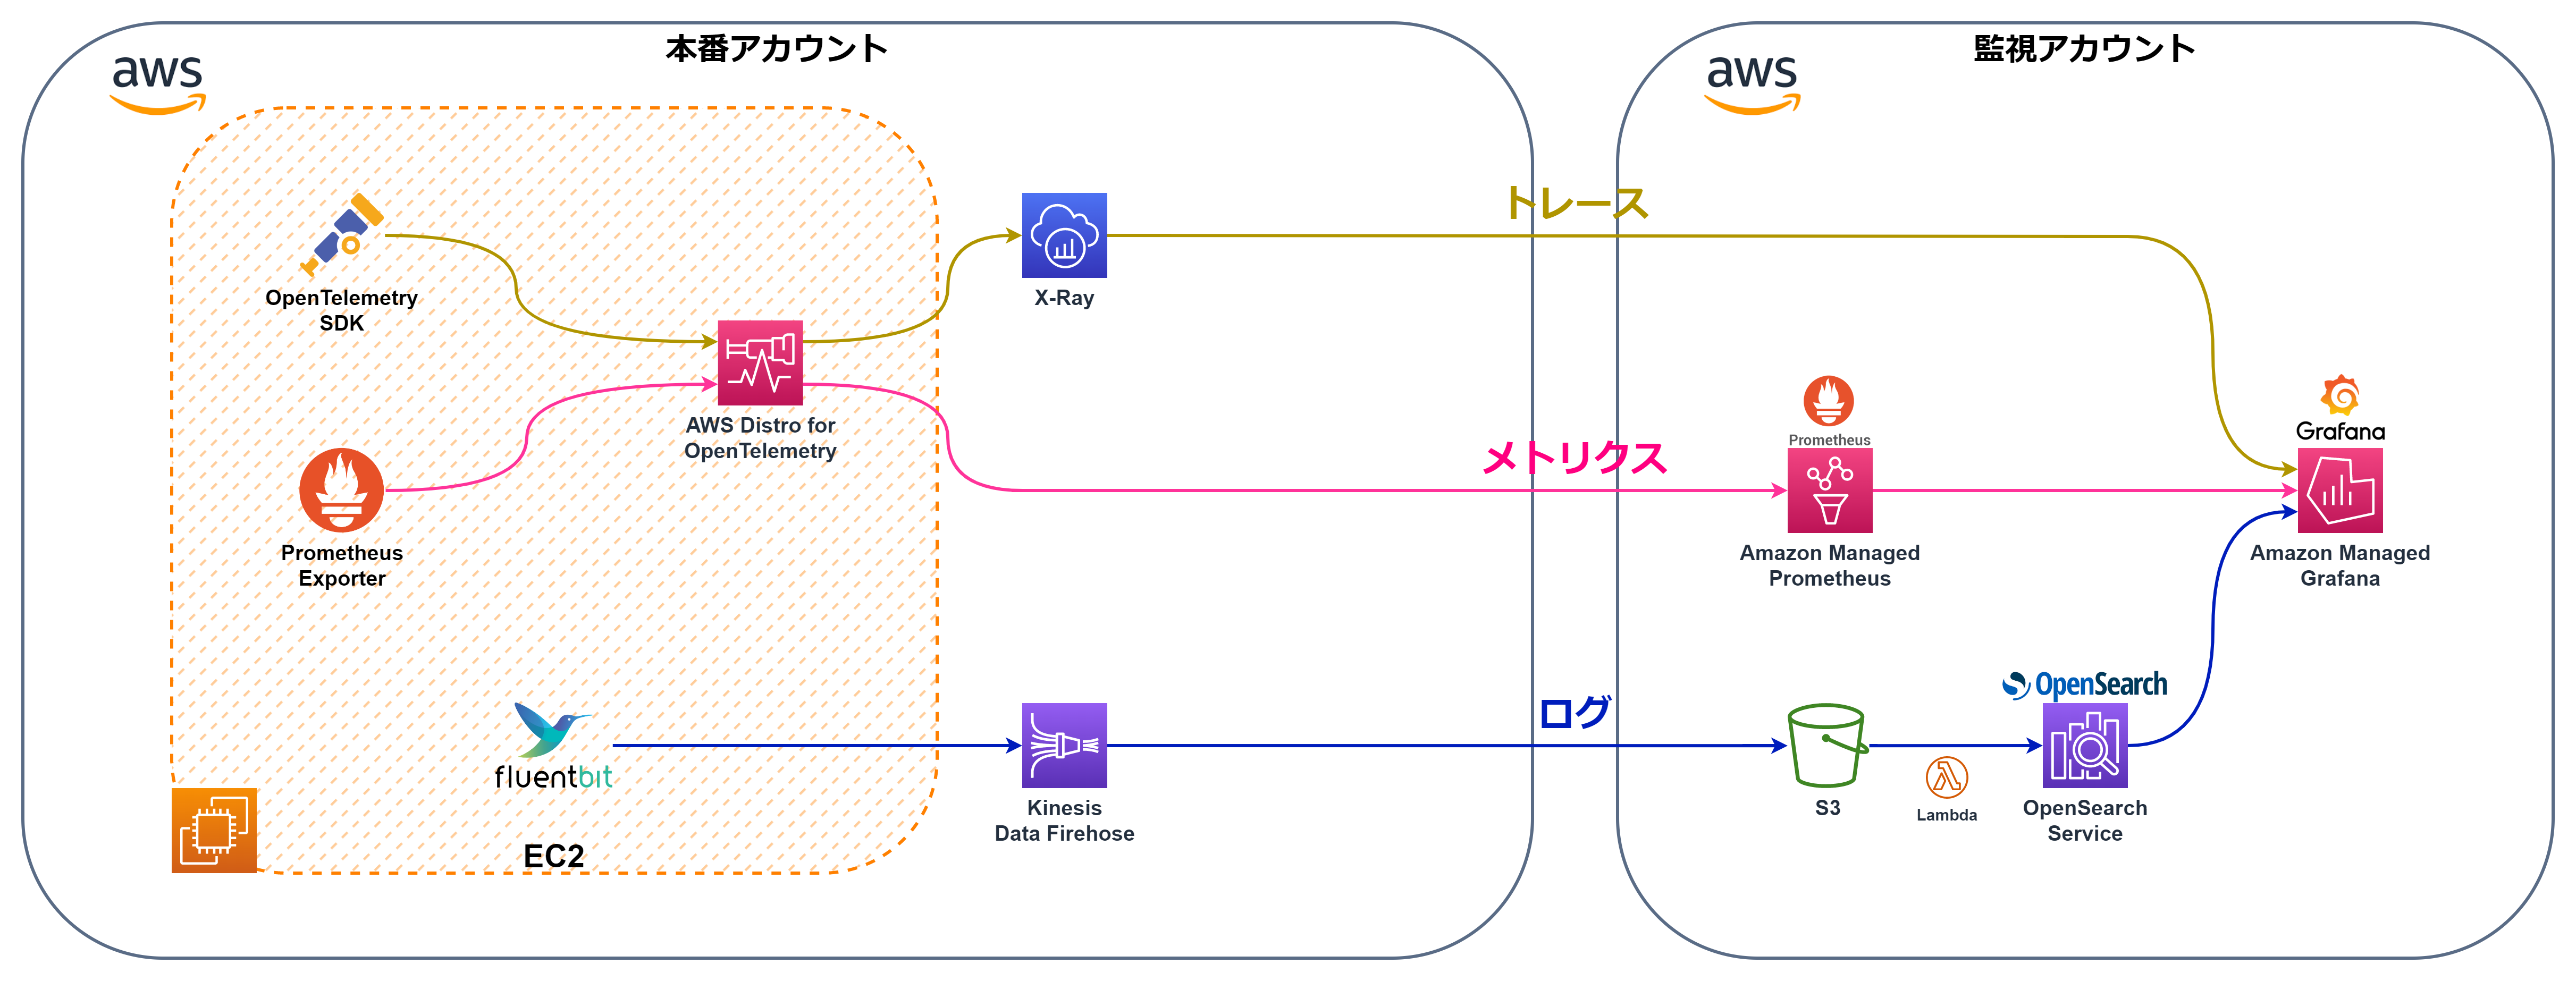 本番アカウント
監視アカウント
aws
aws
トレース
OpenTelemetry
SDK
X-Ray
AWS Distro for
OpenTelemetry
Grafana
Prometheus
メトリクス
Prometheus
Exporter
Amazon Managed
Prometheus
Amazon Managed
Grafana
OpenSearch
ログ
fluentbit
Kinesis
Data Firehose
S3
Lambda
OpenSearch
Service
EC2